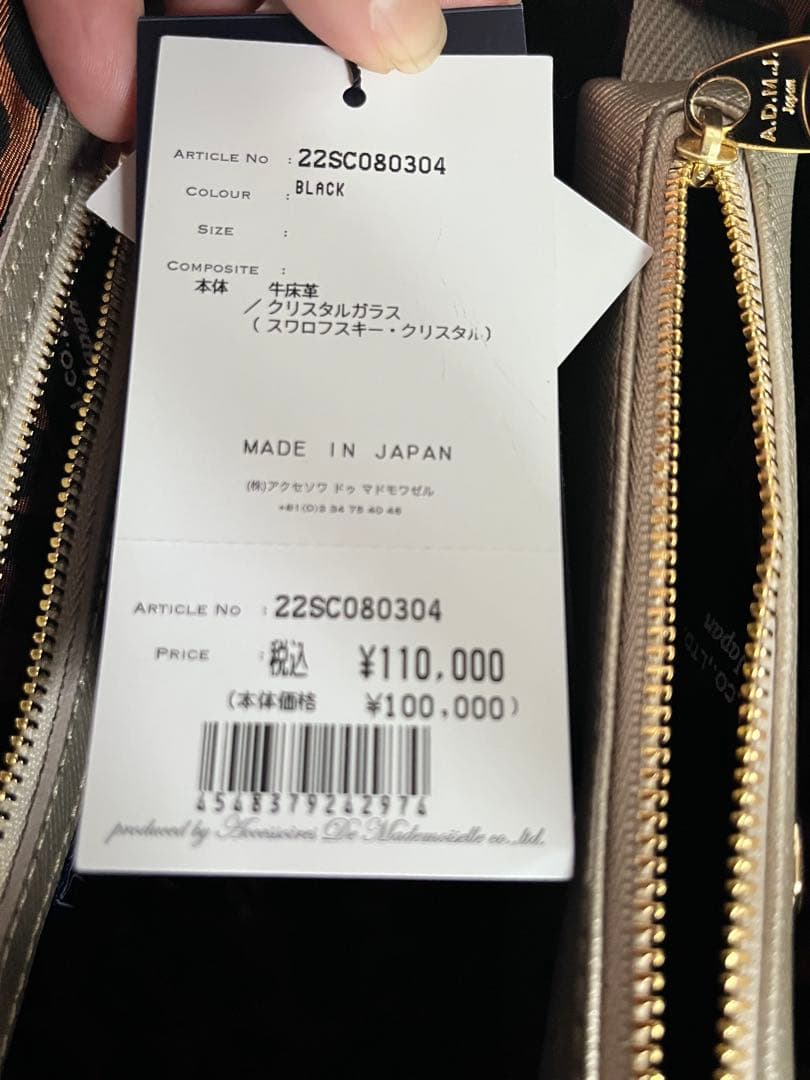 ARTICLE NO : 22SC080304
COLOUR : BLACK
SIZE :
COMPOSITE :
本体 牛床革
/ クリスタルガラス
( スワロフスキー・クリスタル)
MADE IN JAPAN
(株)アクセソワ ドゥ マドモワゼル
+81(0)3 34 75 40 46
ARTICLE NO : 22SC080304
PRICE : 税込 ¥110,000
(本体価格 ¥100,000)
4548379242974
produced by Accessoires De Mademoiselle co.,ltd.
A.D.M.J.
Japan
CO.,LTD.
Japan